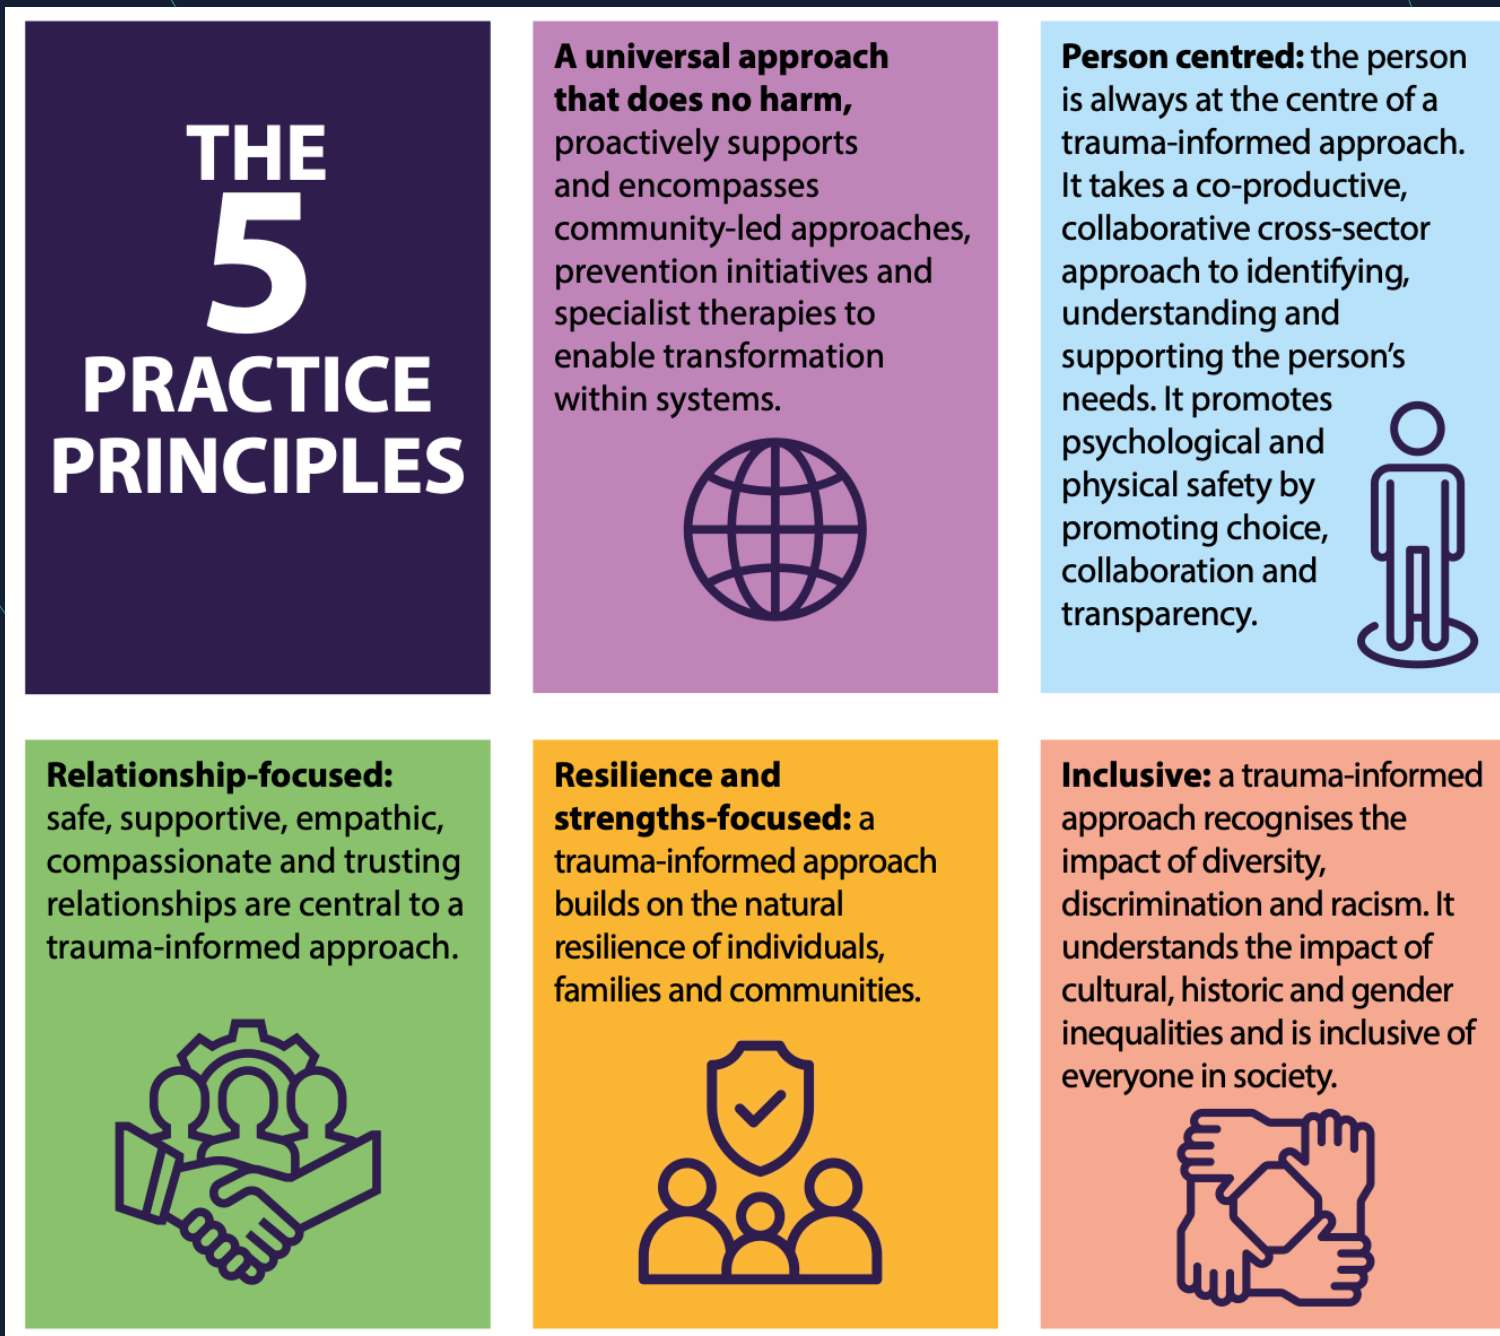 THE
5
PRACTICE
PRINCIPLES
A universal approach
that does no harm,
proactively supports
and encompasses
community-led approaches,
prevention initiatives and
specialist therapies to
enable transformation
within systems.
Person centred: the person
is always at the centre of a
trauma-informed approach.
It takes a co-productive,
collaborative cross-sector
approach to identifying,
understanding and
supporting the person's
needs. It promotes
psychological and
physical safety by
promoting choice,
collaboration and
transparency.
Relationship-focused:
safe, supportive, empathic,
compassionate and trusting
relationships are central to a
trauma-informed approach.
Resilience and
strengths-focused: a
trauma-informed approach
builds on the natural
resilience of individuals,
families and communities.
Inclusive: a trauma-informed
approach recognises the
impact of diversity,
discrimination and racism. It
understands the impact of
cultural, historic and gender
inequalities and is inclusive of
everyone in society.